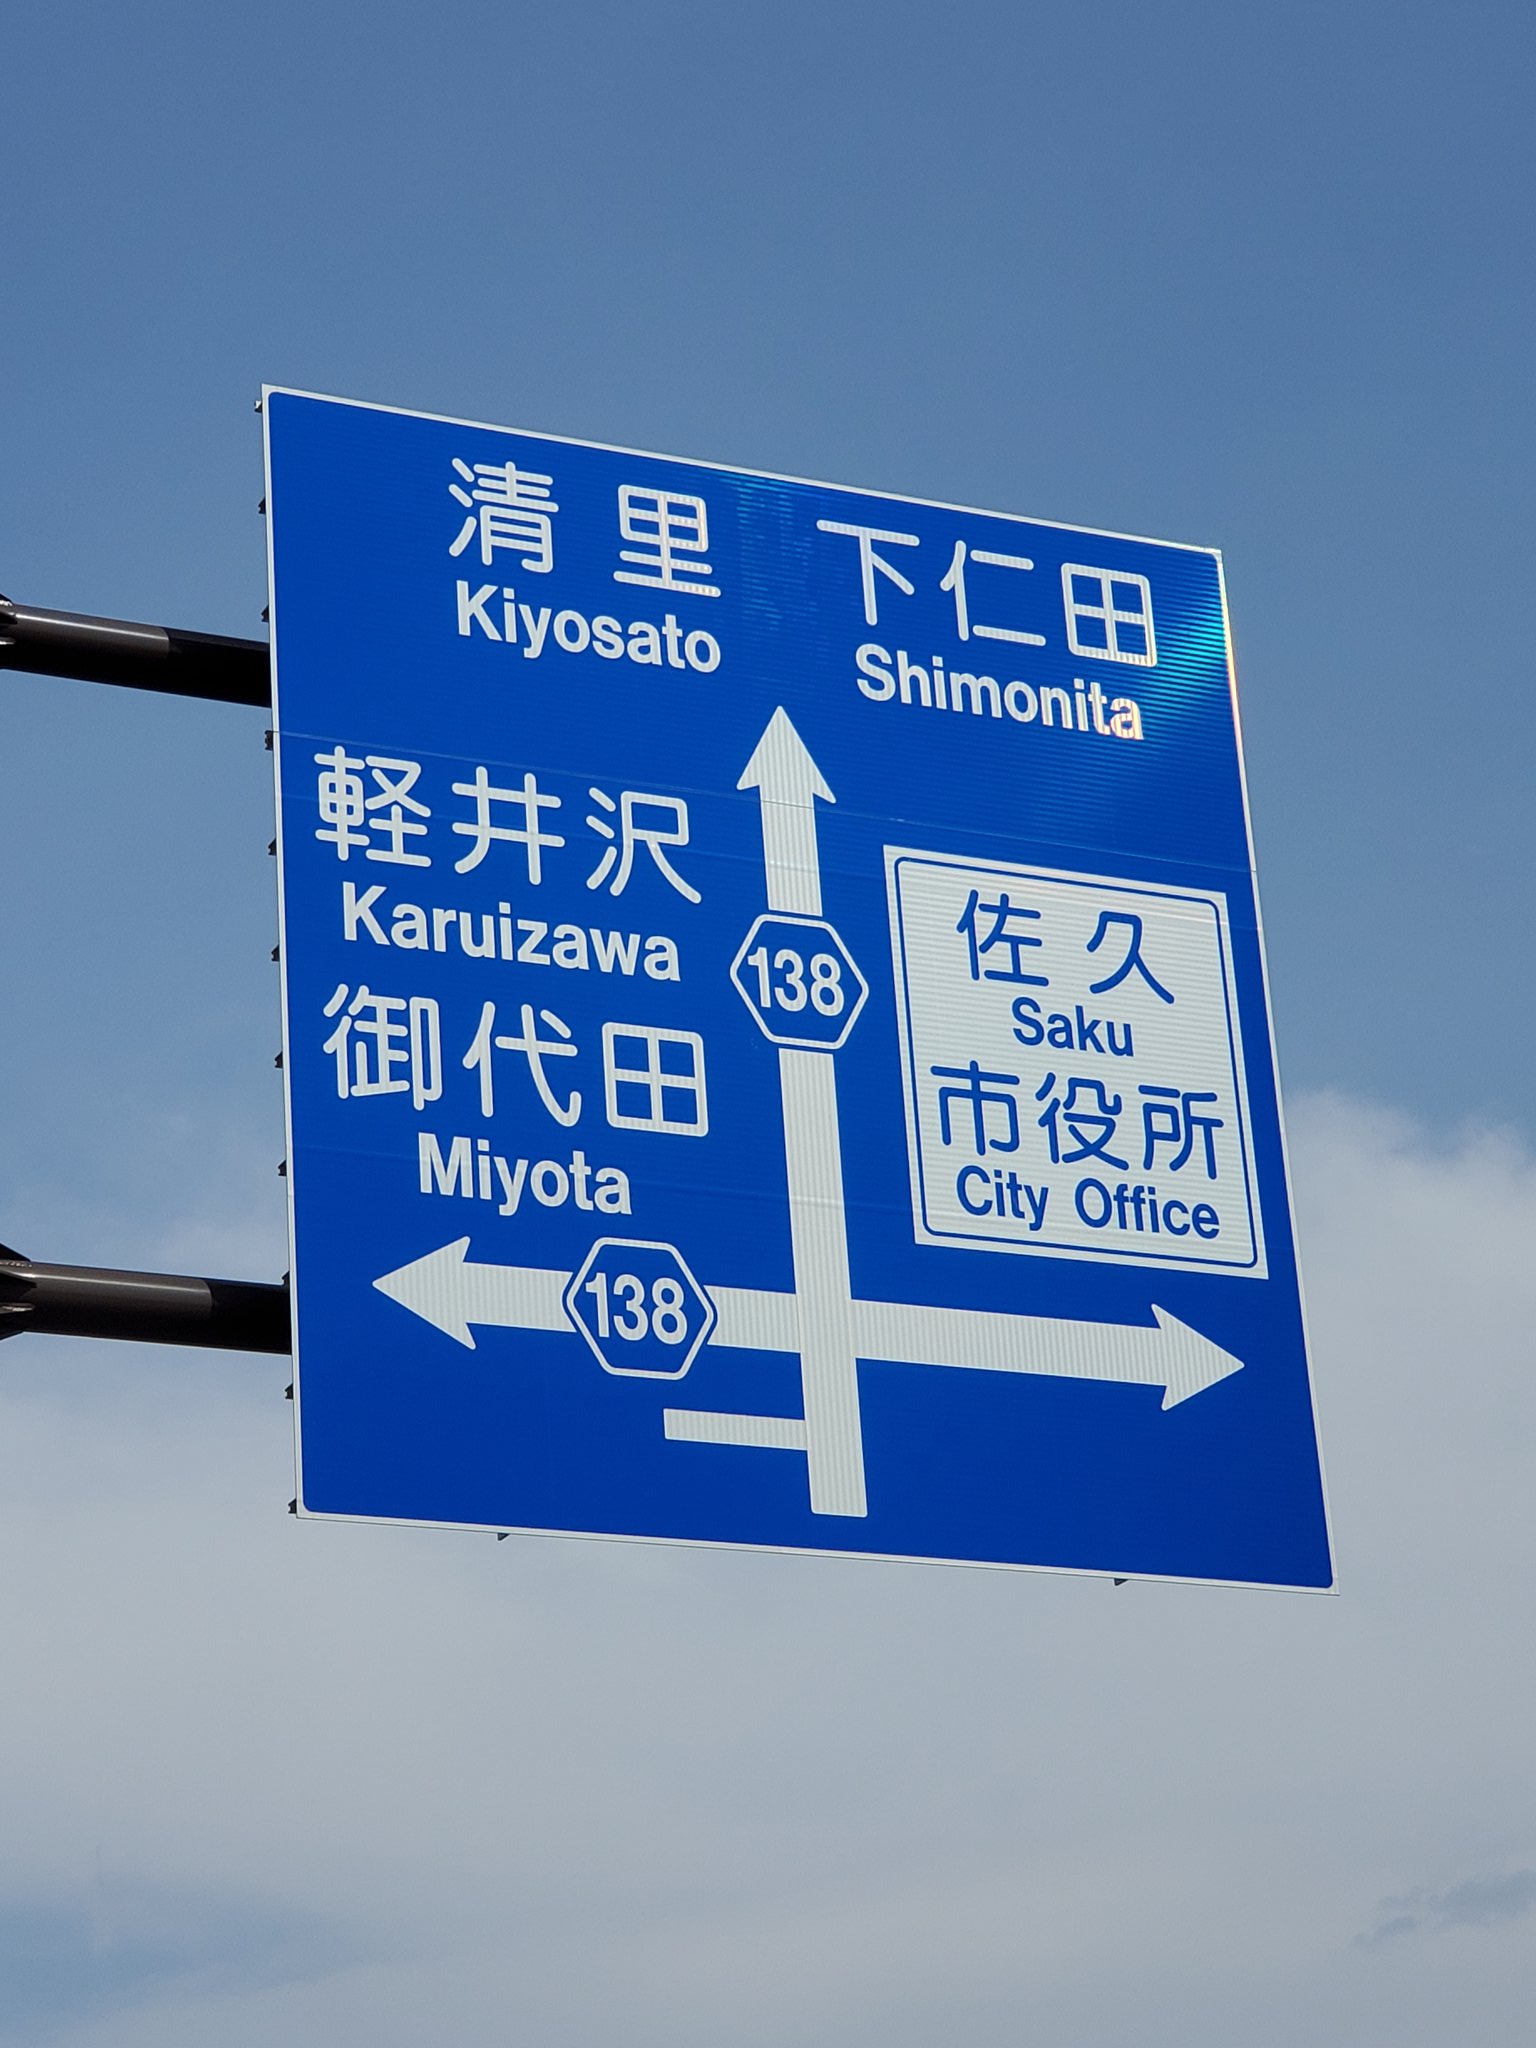 清里 下仁田
Kiyosato Shimonita
軽井沢
Karuizawa
138
御代田
Miyota
138
佐久
Saku
市役所
City Office